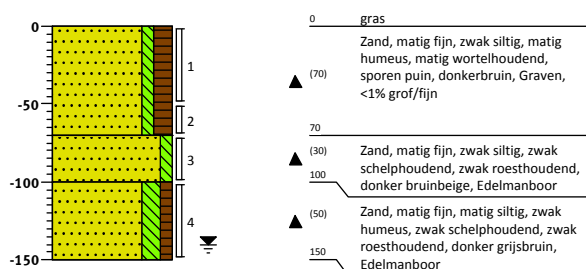 0
-50
-100
-150
1
2
3
4
0 gras
Zand, matig fijn, zwak siltig, matig
humeus, matig wortelhoudend,
(70) sporen puin, donkerbruin, Graven,
<1% grof/fijn
70
(30) Zand, matig fijn, zwak siltig, zwak
schelphoudend, zwak roesthoudend,
100 donker bruinbeige, Edelmanboor
(50) Zand, matig fijn, matig siltig, zwak
humeus, zwak schelphoudend, zwak
150 roesthoudend, donker grijsbruin,
Edelmanboor